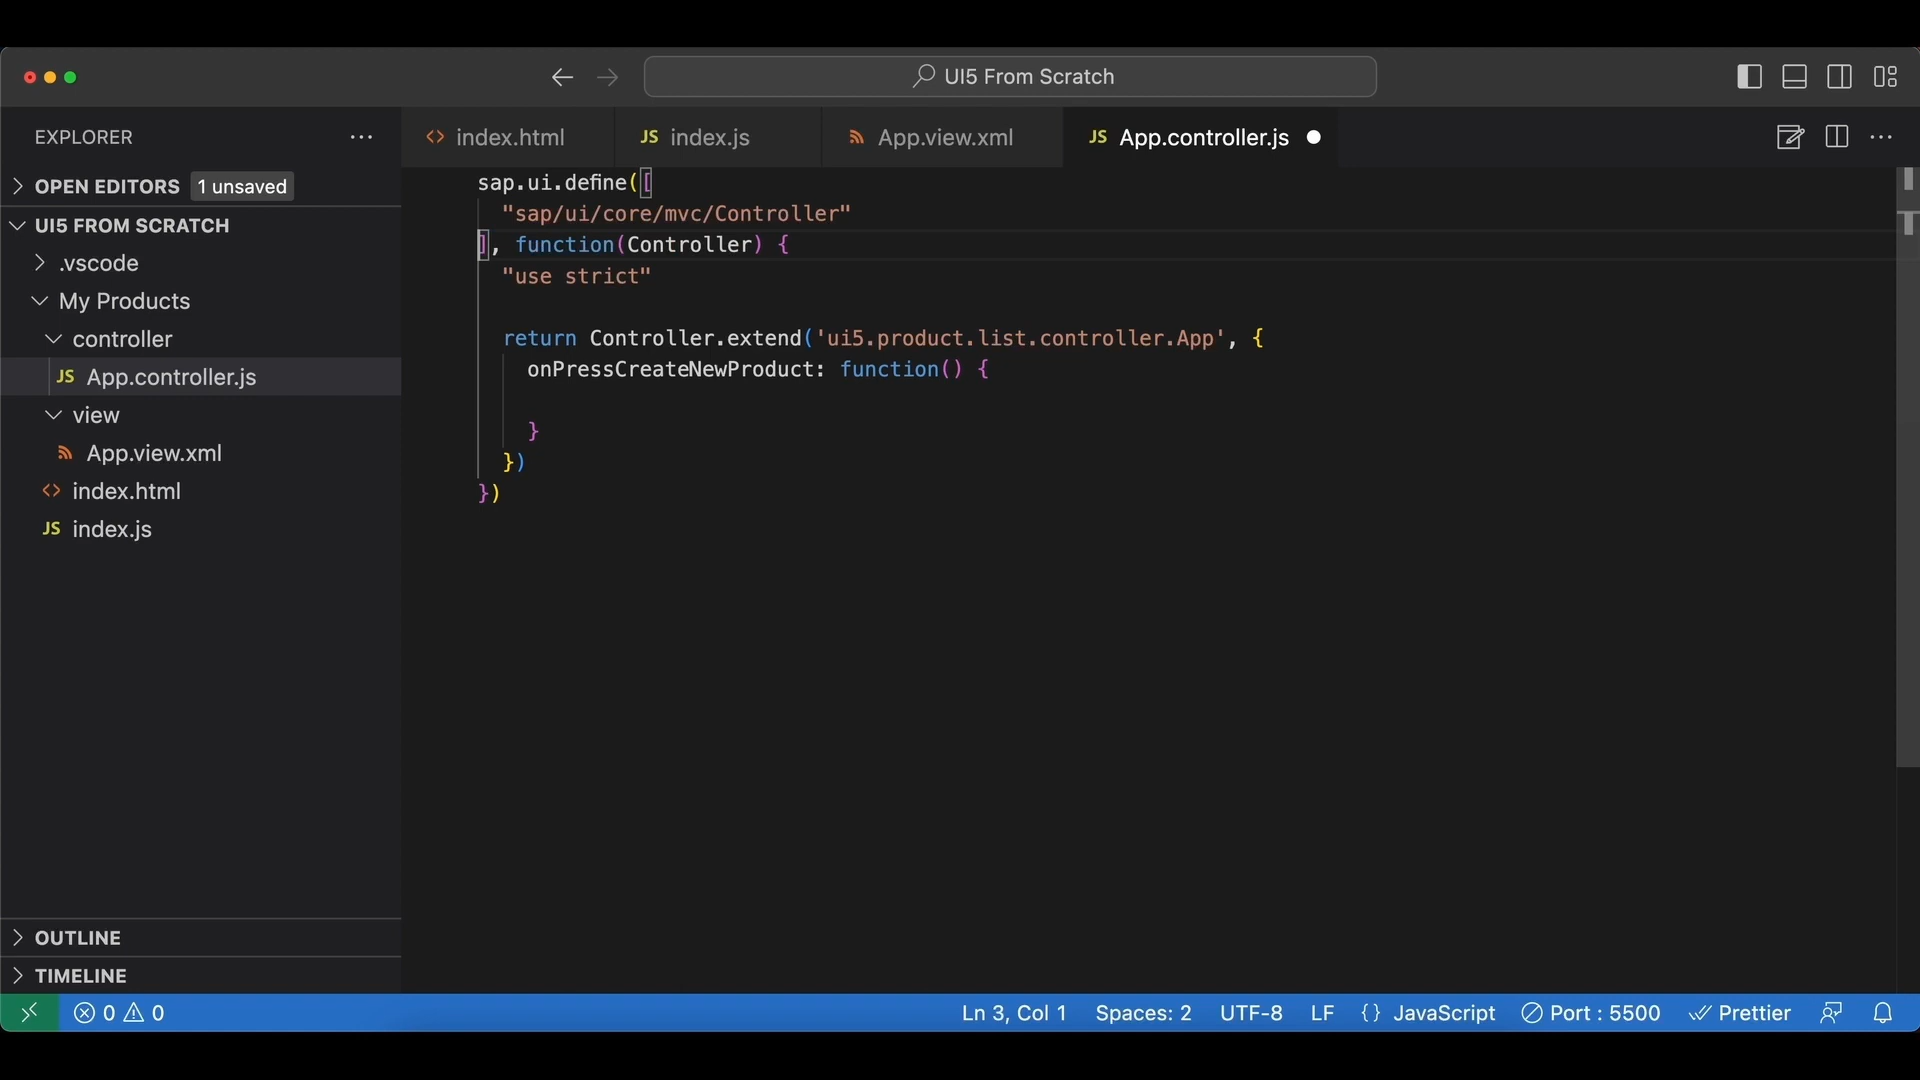 UI5 From Scratch
EXPLORER
index.html
JS index.js
App.view.xml
JS App.controller.js
OPEN EDITORS 1 unsaved
UI5 FROM SCRATCH
.vscode
My Products
controller
JS App.controller.js
view
App.view.xml
index.html
JS index.js
OUTLINE
TIMELINE
sap.ui.define([
"sap/ui/core/mvc/Controller"
], function(Controller) {
"use strict"
return Controller.extend('ui5.product.list.controller.App', {
onPressCreateNewProduct: function() {
}
})
})
0 0
Ln 3, Col 1
Spaces: 2
UTF-8
LF
{} JavaScript
Port : 5500
Prettier